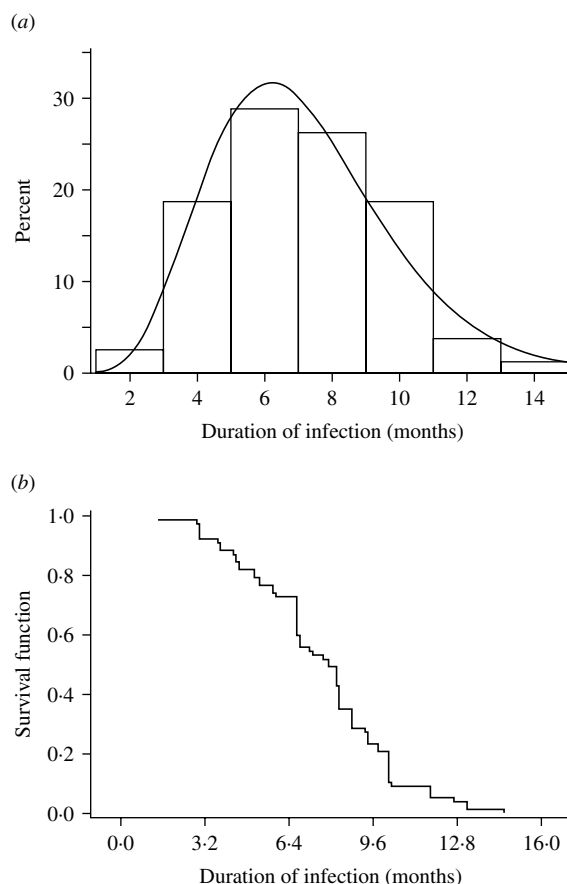 (a)
30
20
10
0
Percent
2 4 6 8 10 12 14
Duration of infection (months)
(b)
1·0
0·8
0·6
0·4
0·2
0·0
Survival function
0·0 3·2 6·4 9·6 12·8 16·0
Duration of infection (months)